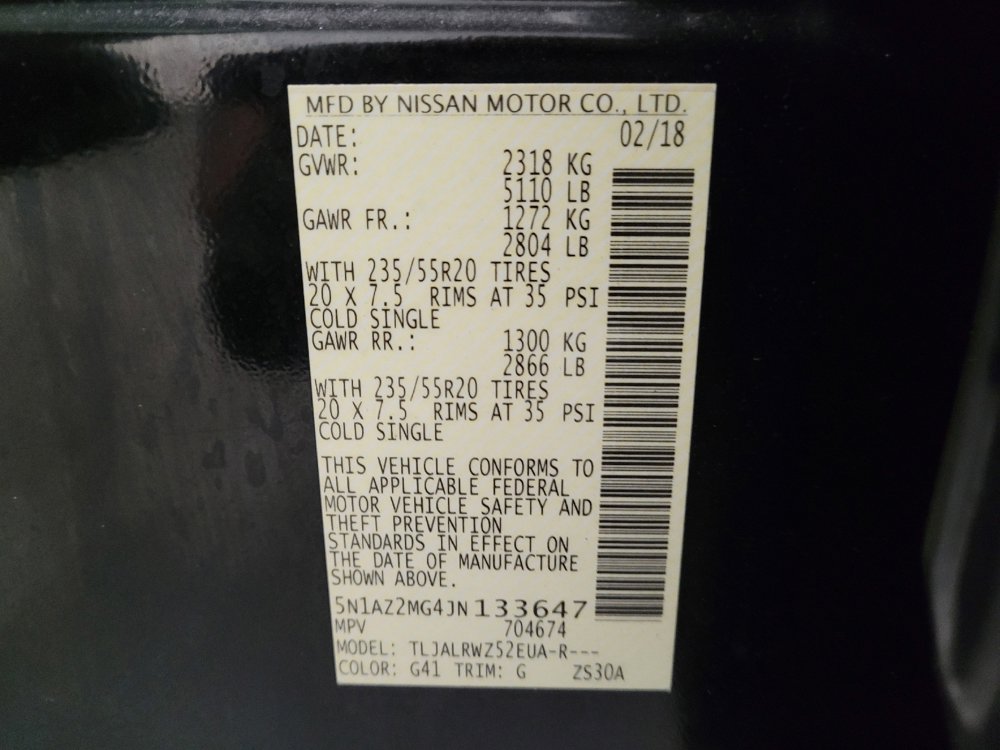 MFD BY NISSAN MOTOR CO., LTD.
DATE: 02/18
GVWR: 2318 KG
5110 LB
GAWR FR.: 1272 KG
2804 LB
WITH 235/55R20 TIRES
20 X 7.5 RIMS AT 35 PSI
COLD SINGLE
GAWR RR.: 1300 KG
2866 LB
WITH 235/55R20 TIRES
20 X 7.5 RIMS AT 35 PSI
COLD SINGLE
THIS VEHICLE CONFORMS TO
ALL APPLICABLE FEDERAL
MOTOR VEHICLE SAFETY AND
THEFT PREVENTION
STANDARDS IN EFFECT ON
THE DATE OF MANUFACTURE
SHOWN ABOVE.
5N1AZ2MG4JN133647
MPV 704674
MODEL: TLJALRWZ52EUA-R---
COLOR: G41 TRIM: G ZS30A